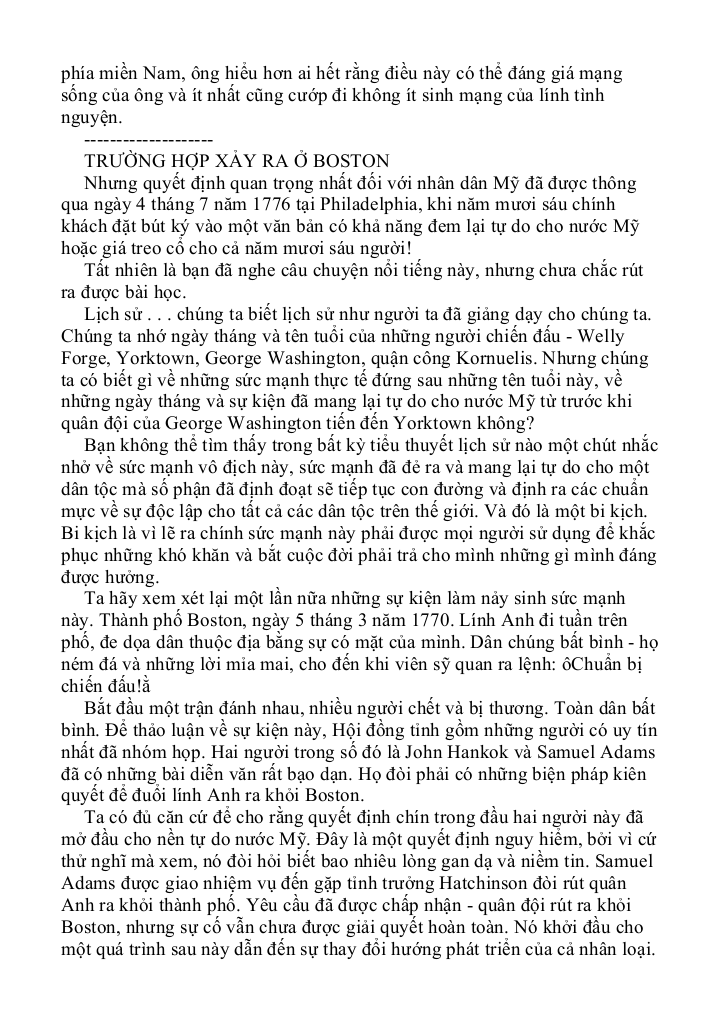 phía miền Nam, ông hiểu hơn ai hết rằng điều này có thể đáng giá mạng
sống của ông và ít nhất cũng cướp đi không ít sinh mạng của lính tình
nguyện.
--------------------
TRƯỜNG HỢP XẢY RA Ở BOSTON
Nhưng quyết định quan trọng nhất đối với nhân dân Mỹ đã được thông
qua ngày 4 tháng 7 năm 1776 tại Philadelphia, khi năm mươi sáu chính
khách đặt bút ký vào một văn bản có khả năng đem lại tự do cho nước Mỹ
hoặc giá treo cổ cho cả năm mươi sáu người!
Tất nhiên là bạn đã nghe câu chuyện nổi tiếng này, nhưng chưa chắc rút
ra được bài học.
Lịch sử . . . chúng ta biết lịch sử như người ta đã giảng dạy cho chúng ta.
Chúng ta nhớ ngày tháng và tên tuổi của những người chiến đấu - Welly
Forge, Yorktown, George Washington, quận công Kornuelis. Nhưng chúng
ta có biết gì về những sức mạnh thực tế đứng sau những tên tuổi này, về
những ngày tháng và sự kiện đã mang lại tự do cho nước Mỹ từ trước khi
quân đội của George Washington tiến đến Yorktown không?
Bạn không thể tìm thấy trong bất kỳ tiểu thuyết lịch sử nào một chút nhắc
nhở về sức mạnh vô địch này, sức mạnh đã đẻ ra và mang lại tự do cho một
dân tộc mà số phận đã định đoạt sẽ tiếp tục con đường và định ra các chuẩn
mực về sự độc lập cho tất cả các dân tộc trên thế giới. Và đó là một bi kịch.
Bi kịch là vì lẽ ra chính sức mạnh này phải được mọi người sử dụng để khắc
phục những khó khăn và bắt cuộc đời phải trả cho mình những gì mình đáng
được hưởng.
Ta hãy xem xét lại một lần nữa những sự kiện làm nảy sinh sức mạnh
này. Thành phố Boston, ngày 5 tháng 3 năm 1770. Lính Anh đi tuần trên
phố, đe dọa dân thuộc địa bằng sự có mặt của mình. Dân chúng bất bình - họ
ném đá và những lời mỉa mai, cho đến khi viên sỹ quan ra lệnh: ôChuẩn bị
chiến đấu!ằ
Bắt đầu một trận đánh nhau, nhiều người chết và bị thương. Toàn dân bất
bình. Để thảo luận về sự kiện này, Hội đồng tỉnh gồm những người có uy tín
nhất đã nhóm họp. Hai người trong số đó là John Hankok và Samuel Adams
đã có những bài diễn văn rất bạo dạn. Họ đòi phải có những biện pháp kiên
quyết để đuổi lính Anh ra khỏi Boston.
Ta có đủ căn cứ để cho rằng quyết định chín trong đầu hai người này đã
mở đầu cho nền tự do nước Mỹ. Đây là một quyết định nguy hiểm, bởi vì cứ
thử nghĩ mà xem, nó đòi hỏi biết bao nhiêu lòng gan dạ và niềm tin. Samuel
Adams được giao nhiệm vụ đến gặp tỉnh trưởng Hatchinson đòi rút quân
Anh ra khỏi thành phố. Yêu cầu đã được chấp nhận - quân đội rút ra khỏi
Boston, nhưng sự cố vẫn chưa được giải quyết hoàn toàn. Nó khởi đầu cho
một quá trình sau này dẫn đến sự thay đổi hướng phát triển của cả nhân loại.